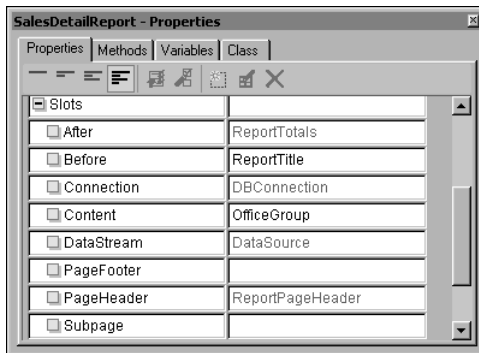 SalesDetailReport - Properties
Properties Methods Variables Class
Slots
After ReportTotals
Before ReportTitle
Connection DBConnection
Content OfficeGroup
DataStream DataSource
PageFooter
PageHeader ReportPageHeader
Subpage